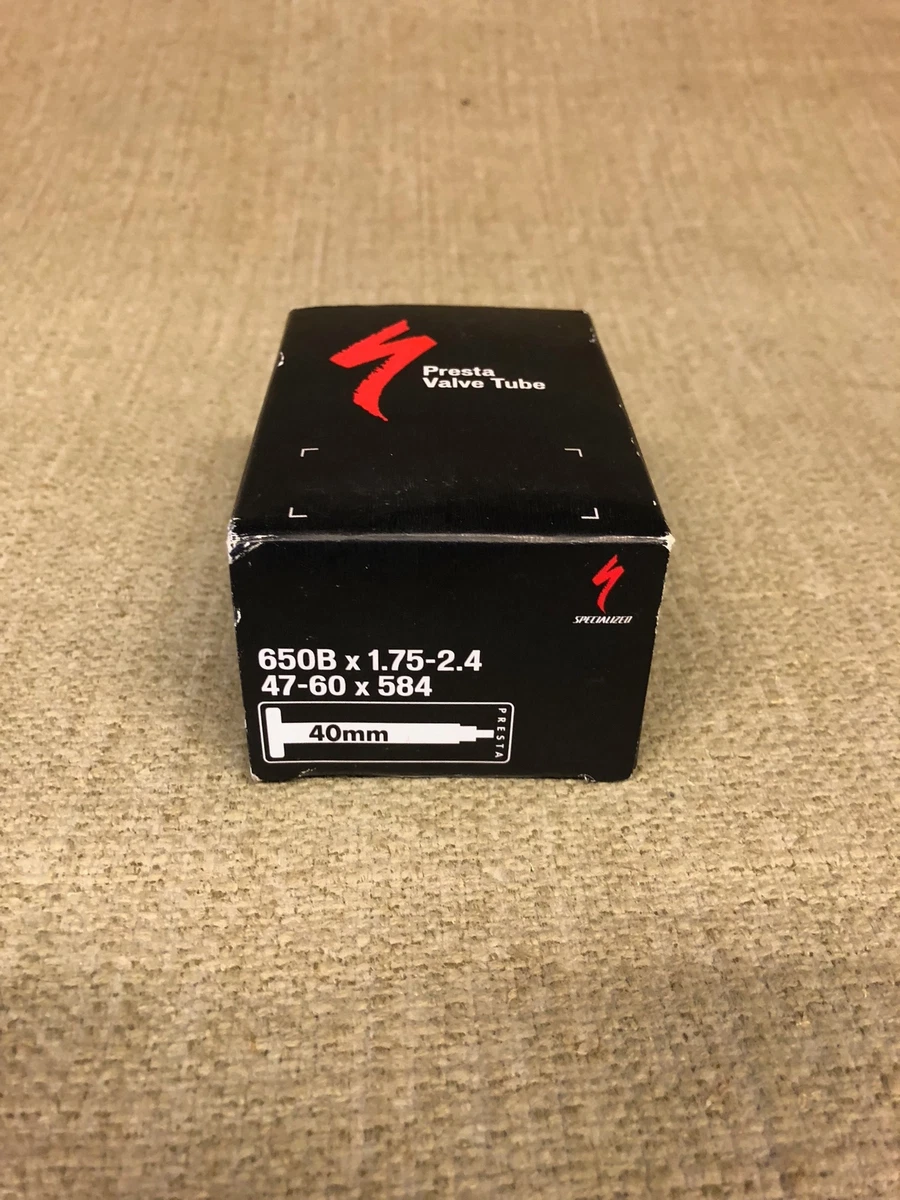 Presta
Valve Tube
SPECIALIZED
650B x 1.75-2.4
47-60 x 584
40mm
PRESTA